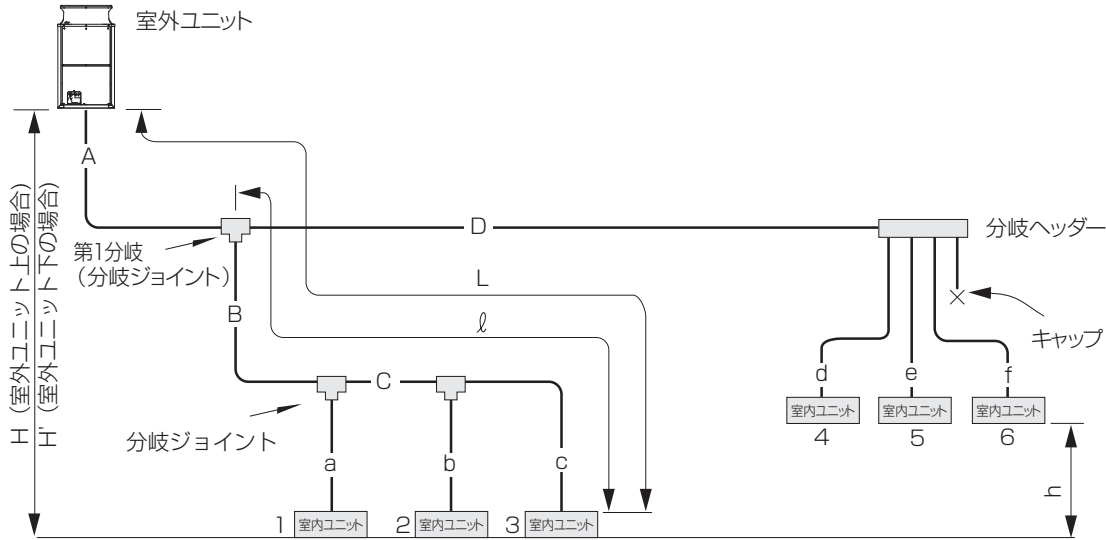 室外ユニット
A
H(室外ユニット上の場合)
H'(室外ユニット下の場合)
第1分岐
(分岐ジョイント)
D
分岐ヘッダー
L
B
ℓ
キャップ
C
d
e
f
分岐ジョイント
室内ユニット
室内ユニット
室内ユニット
4
5
6
a
b
c
h
1
室内ユニット
2
室内ユニット
3
室内ユニット